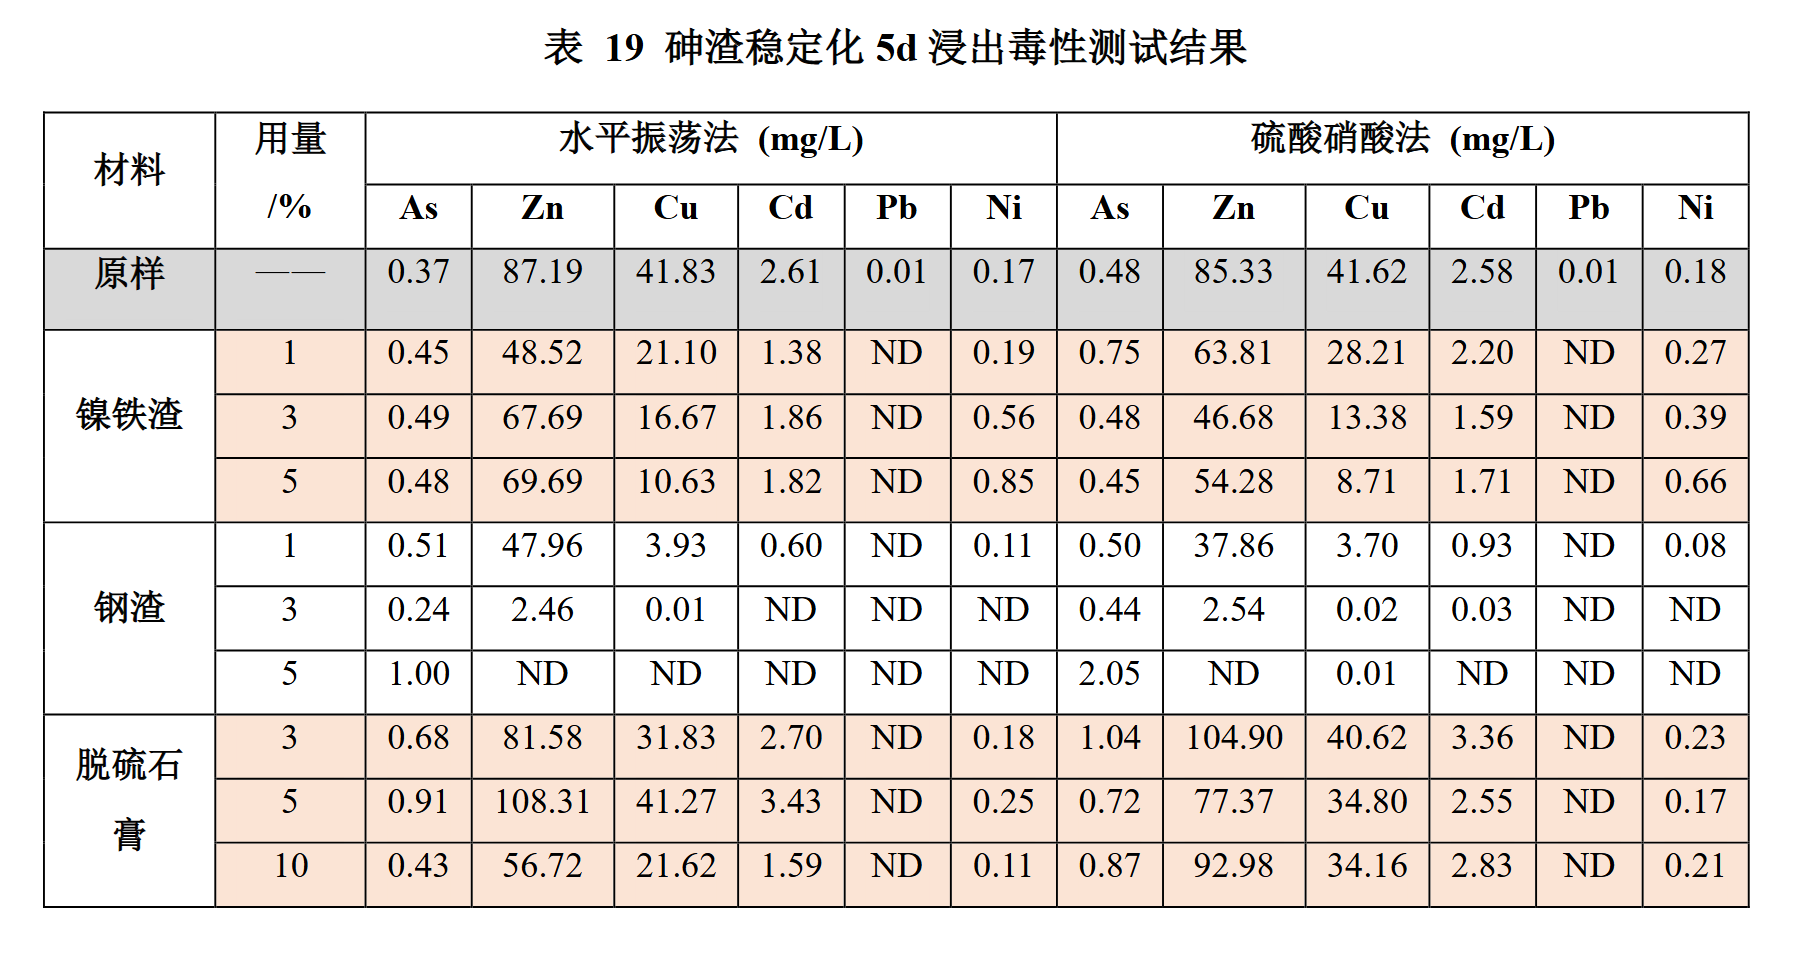 表 19 砷渣稳定化 5d 浸出毒性测试结果
材料 用量 /% 水平振荡法 (mg/L) 硫酸硝酸法 (mg/L)
As Zn Cu Cd Pb Ni As Zn Cu Cd Pb Ni
原样 —— 0.37 87.19 41.83 2.61 0.01 0.17 0.48 85.33 41.62 2.58 0.01 0.18
镍铁渣 1 0.45 48.52 21.10 1.38 ND 0.19 0.75 63.81 28.21 2.20 ND 0.27
3 0.49 67.69 16.67 1.86 ND 0.56 0.48 46.68 13.38 1.59 ND 0.39
5 0.48 69.69 10.63 1.82 ND 0.85 0.45 54.28 8.71 1.71 ND 0.66
钢渣 1 0.51 47.96 3.93 0.60 ND 0.11 0.50 37.86 3.70 0.93 ND 0.08
3 0.24 2.46 0.01 ND ND ND 0.44 2.54 0.02 0.03 ND ND
5 1.00 ND ND ND ND ND 2.05 ND 0.01 ND ND ND
脱硫石膏 3 0.68 81.58 31.83 2.70 ND 0.18 1.04 104.90 40.62 3.36 ND 0.23
5 0.91 108.31 41.27 3.43 ND 0.25 0.72 77.37 34.80 2.55 ND 0.17
10 0.43 56.72 21.62 1.59 ND 0.11 0.87 92.98 34.16 2.83 ND 0.21